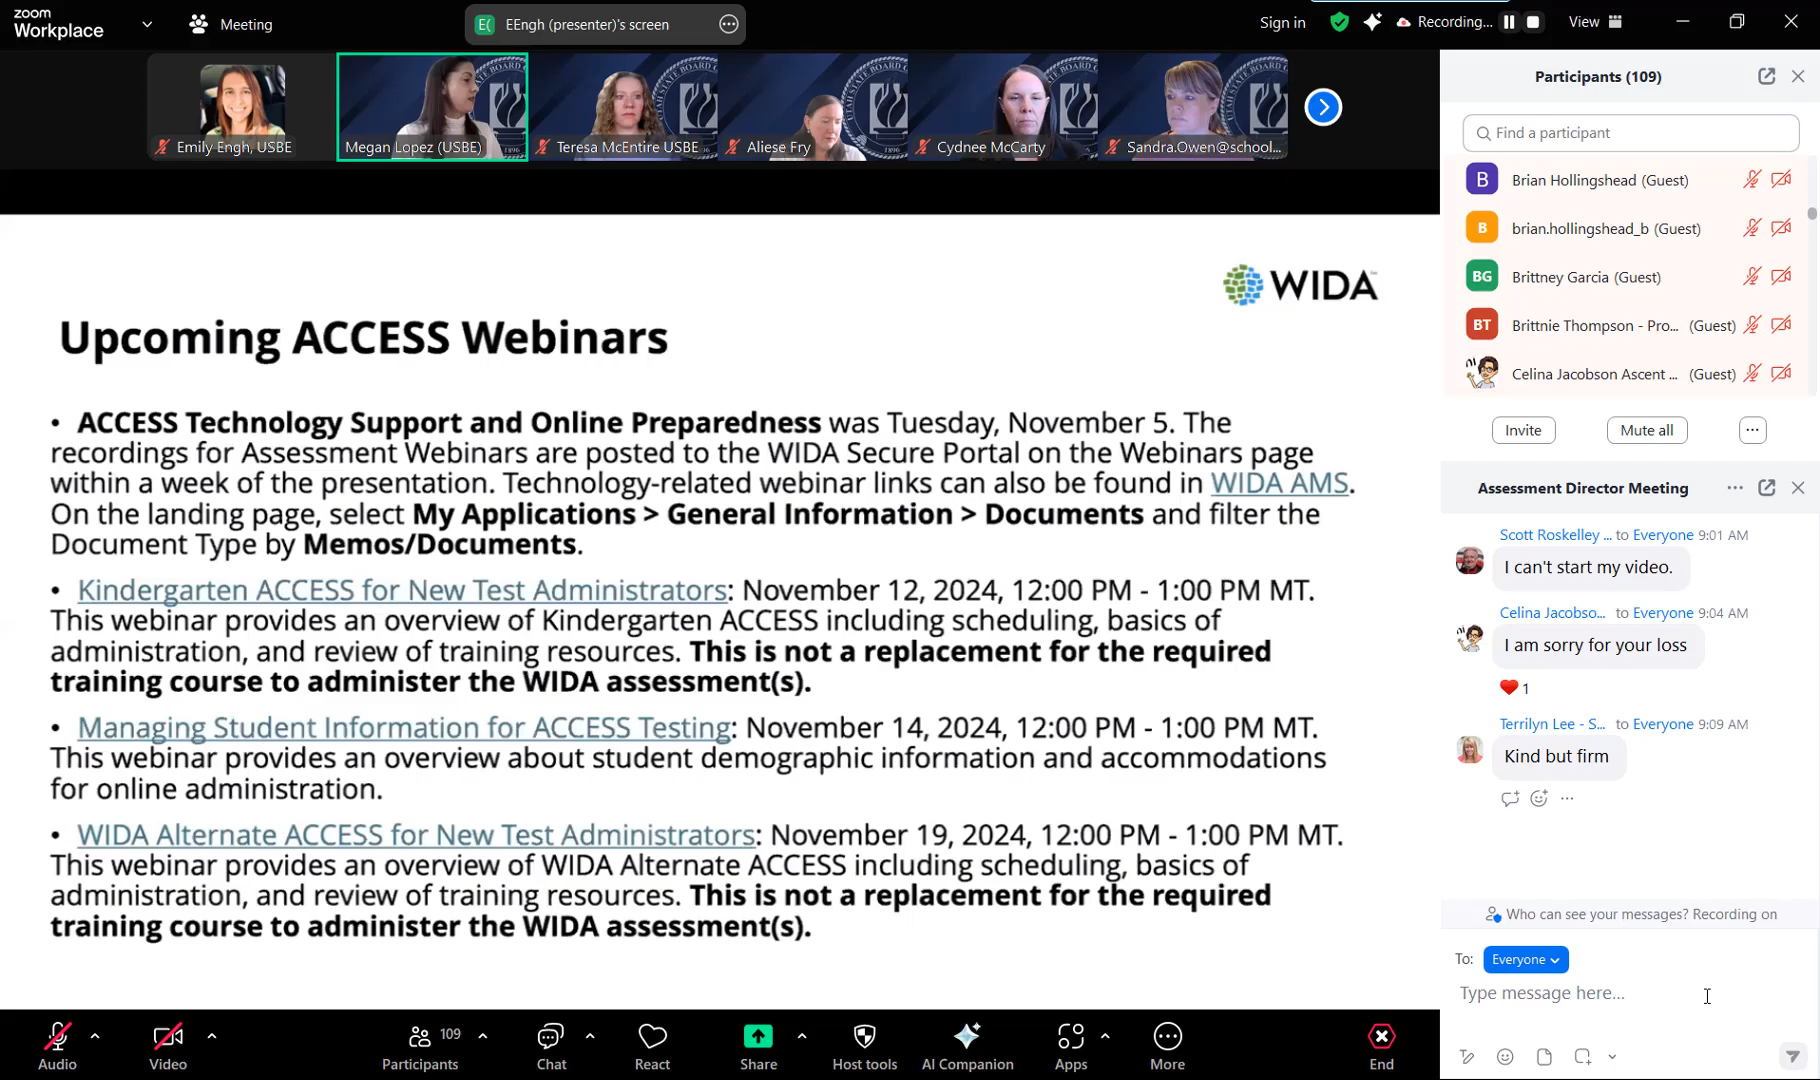 zoom
Workplace
Meeting
E( EEngh (presenter)'s screen
Sign in
Recording...
View
Emily Engh, USBE
Megan Lopez (USBE)
Teresa McEntire USBE
Aliese Fry
Cydnee McCarty
Sandra.Owen@school...
WIDA
Upcoming ACCESS Webinars
• ACCESS Technology Support and Online Preparedness was Tuesday, November 5. The
recordings for Assessment Webinars are posted to the WIDA Secure Portal on the Webinars page
within a week of the presentation. Technology-related webinar links can also be found in WIDA AMS.
On the landing page, select My Applications > General Information > Documents and filter the
Document Type by Memos/Documents.
• Kindergarten ACCESS for New Test Administrators: November 12, 2024, 12:00 PM - 1:00 PM MT.
This webinar provides an overview of Kindergarten ACCESS including scheduling, basics of
administration, and review of training resources. This is not a replacement for the required
training course to administer the WIDA assessment(s).
• Managing Student Information for ACCESS Testing: November 14, 2024, 12:00 PM - 1:00 PM MT.
This webinar provides an overview about student demographic information and accommodations
for online administration.
• WIDA Alternate ACCESS for New Test Administrators: November 19, 2024, 12:00 PM - 1:00 PM MT.
This webinar provides an overview of WIDA Alternate ACCESS including scheduling, basics of
administration, and review of training resources. This is not a replacement for the required
training course to administer the WIDA assessment(s).
Participants (109)
Find a participant
B Brian Hollingshead (Guest)
B brian.hollingshead_b (Guest)
BG Brittney Garcia (Guest)
BT Brittnie Thompson - Pro... (Guest)
Celina Jacobson Ascent ... (Guest)
Invite
Mute all
Assessment Director Meeting
Scott Roskelley ... to Everyone 9:01 AM
I can't start my video.
Celina Jacobso... to Everyone 9:04 AM
I am sorry for your loss
1
Terrilyn Lee - S... to Everyone 9:09 AM
Kind but firm
Who can see your messages? Recording on
To: Everyone
Type message here...
Audio
Video
Participants 109
Chat
React
Share
Host tools
AI Companion
Apps
More
End